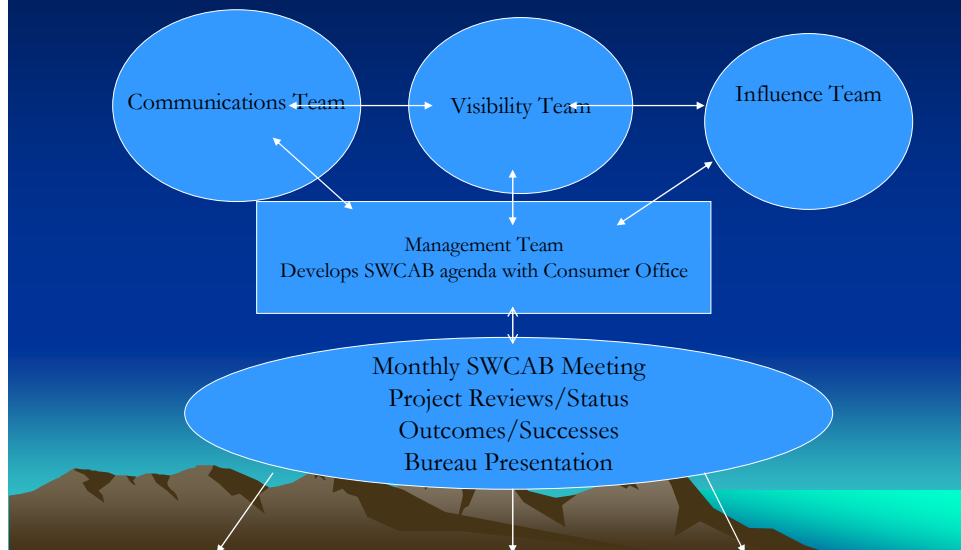 Communications Team
Visibility Team
Influence Team
Management Team
Develops SWCAB agenda with Consumer Office
Monthly SWCAB Meeting
Project Reviews/Status
Outcomes/Successes
Bureau Presentation